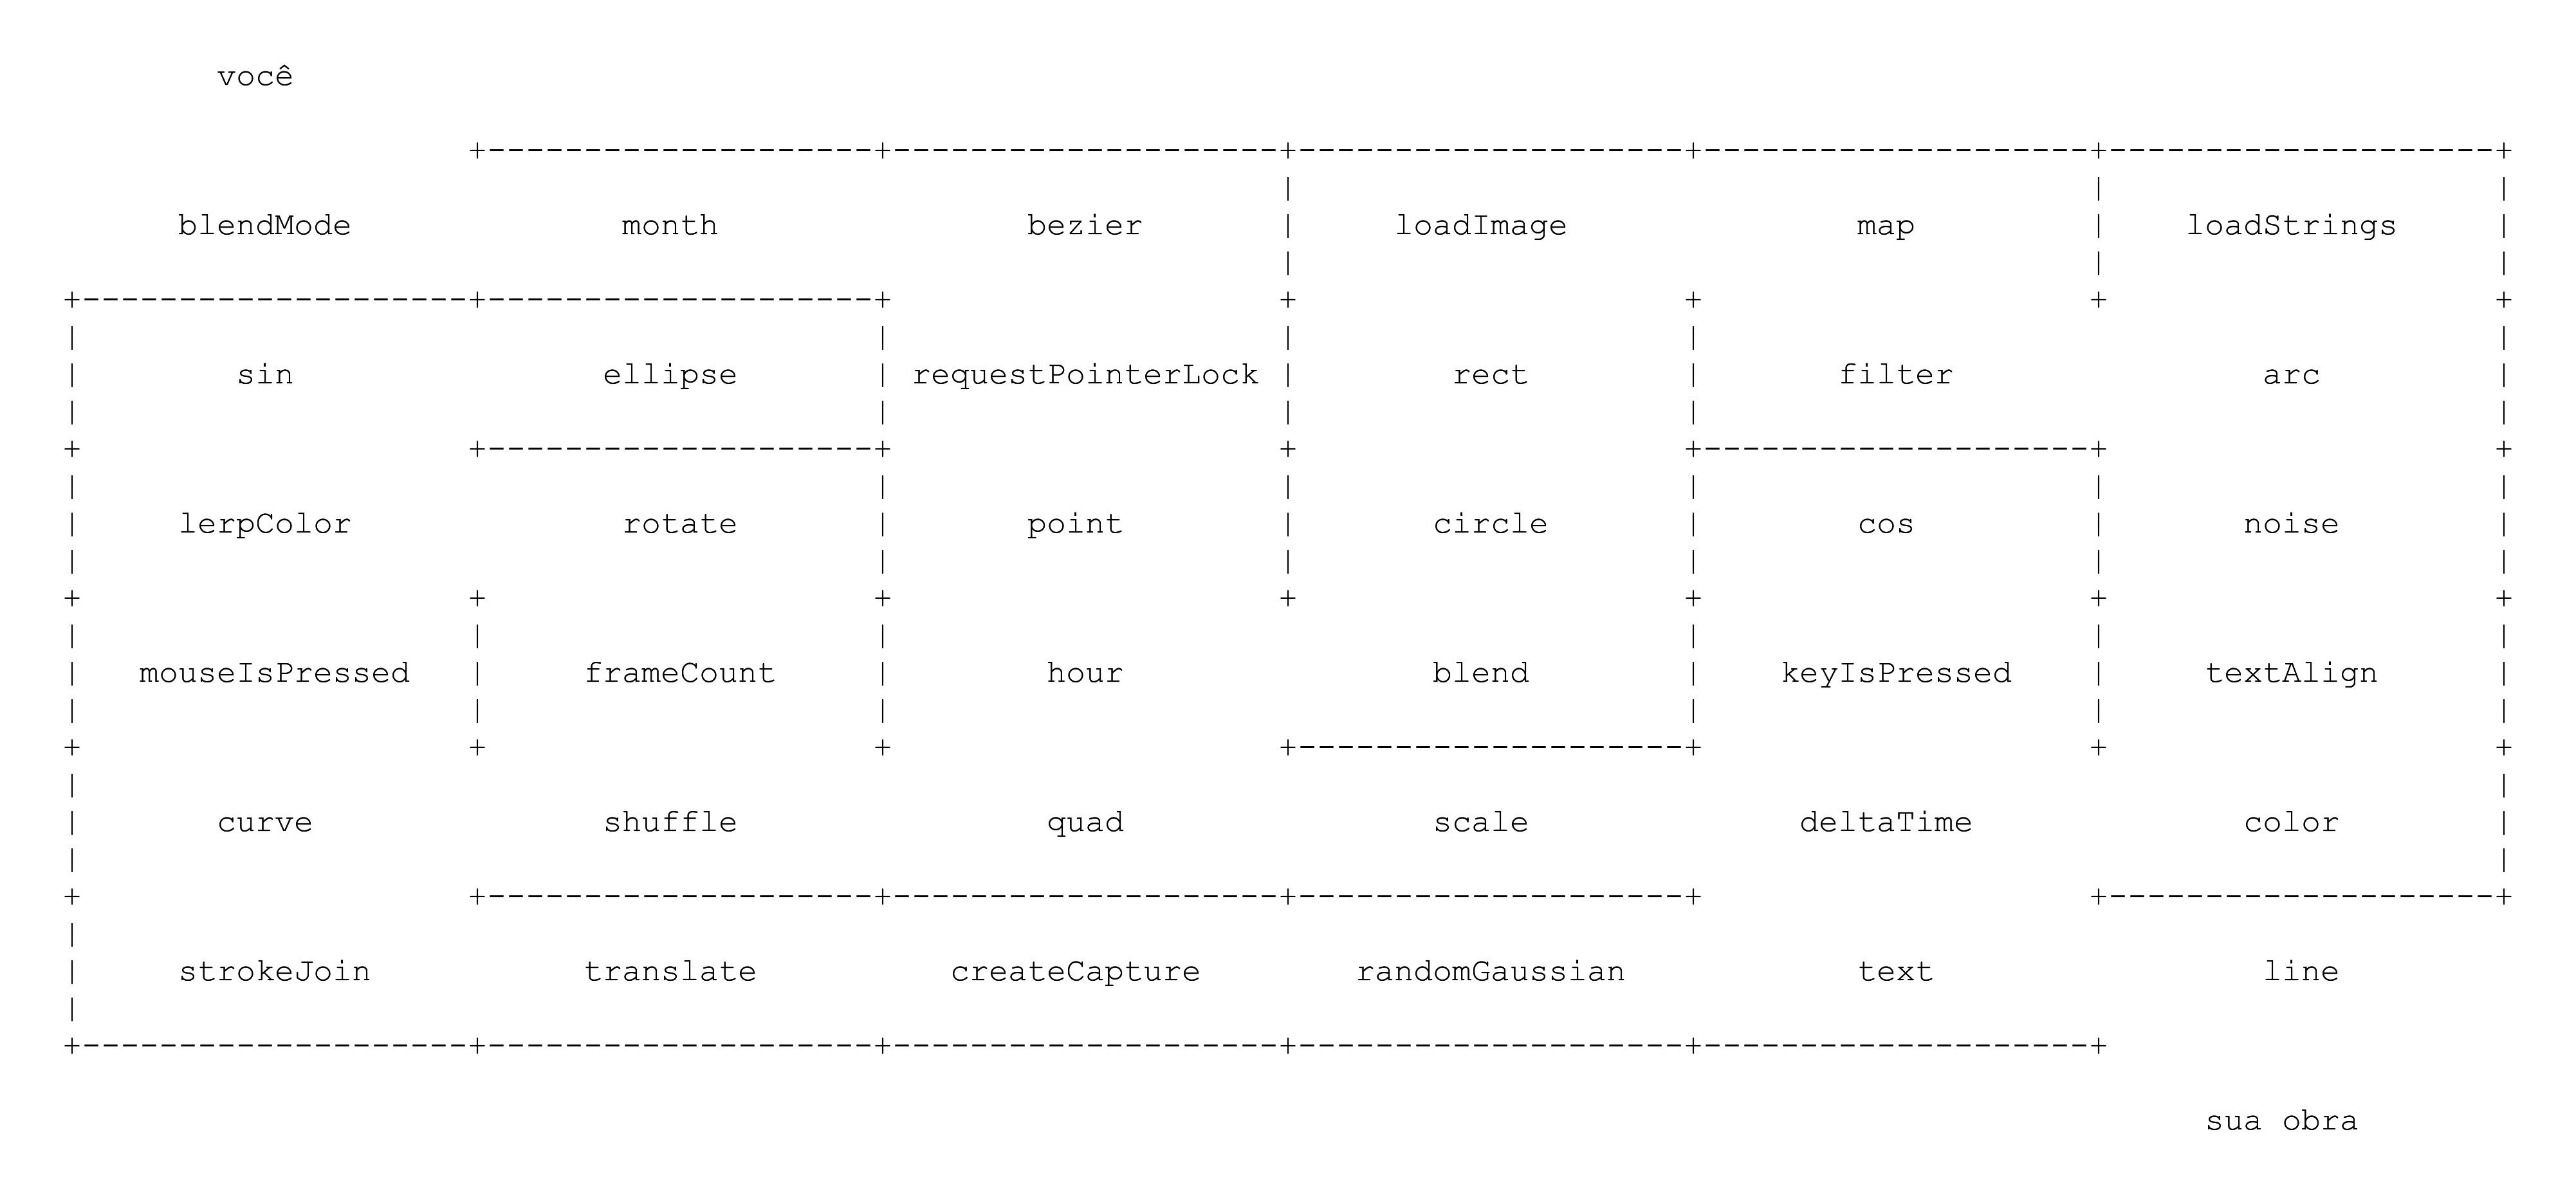 você
blendMode month bezier loadImage map loadStrings
sin ellipse requestPointerLock rect filter arc
lerpColor rotate point circle cos noise
mouseIsPressed frameCount hour blend keyIsPressed textAlign
curve shuffle quad scale deltaTime color
strokeJoin translate createCapture randomGaussian text line
sua obra